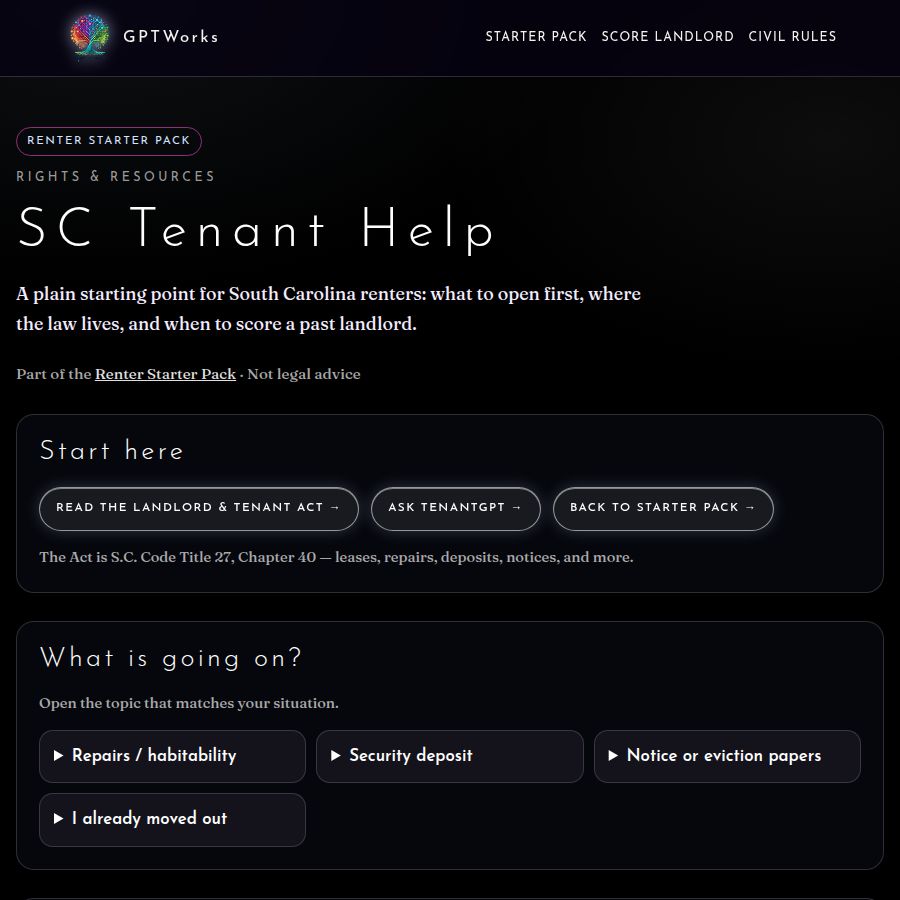 GPTWorks
STARTER PACK SCORE LANDLORD CIVIL RULES
RENTER STARTER PACK
RIGHTS & RESOURCES
SC Tenant Help
A plain starting point for South Carolina renters: what to open first, where
the law lives, and when to score a past landlord.
Part of the Renter Starter Pack · Not legal advice
Start here
READ THE LANDLORD & TENANT ACT → ASK TENANTGPT → BACK TO STARTER PACK →
The Act is S.C. Code Title 27, Chapter 40 — leases, repairs, deposits, notices, and more.
What is going on?
Open the topic that matches your situation.
▶ Repairs / habitability ▶ Security deposit ▶ Notice or eviction papers
▶ I already moved out